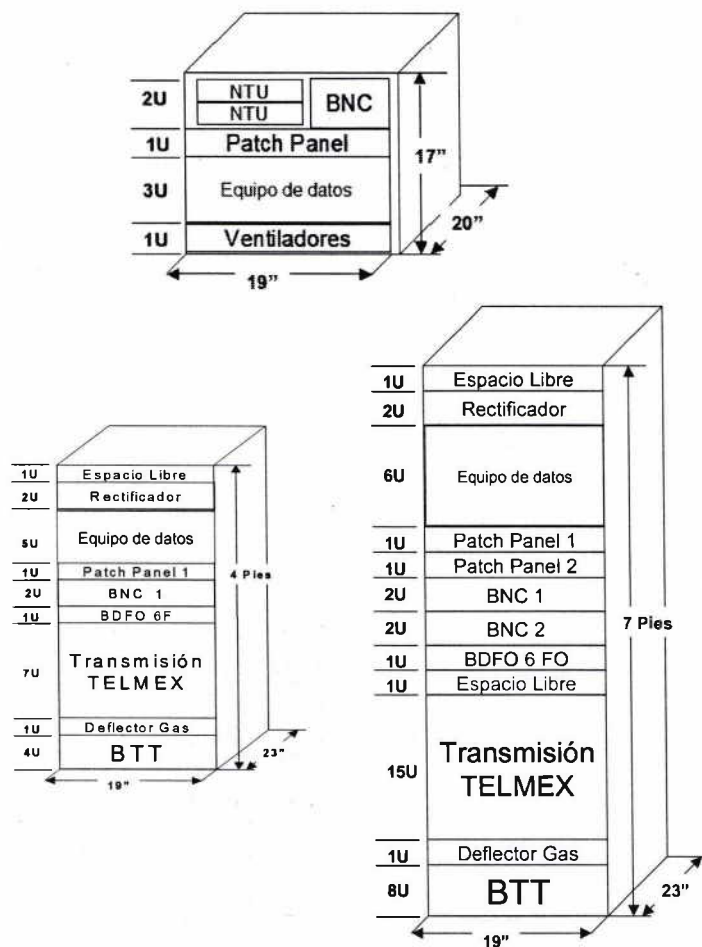 2U NTU BNC
NTU
1U Patch Panel
17”
3U Equipo de datos
20”
1U Ventiladores
19”
1U Espacio Libre
2U Rectificador
5U Equipo de datos
1U Patch Panel 1
4 Pies
2U BNC 1
1U BDFO 6F
7U Transmisión
TELMEX
1U Deflector Gas
4U BTT
23”
19”
1U Espacio Libre
2U Rectificador
6U Equipo de datos
1U Patch Panel 1
1U Patch Panel 2
2U BNC 1
7 Pies
2U BNC 2
1U BDFO 6 FO
1U Espacio Libre
15U Transmisión
TELMEX
1U Deflector Gas
8U BTT
23”
19”